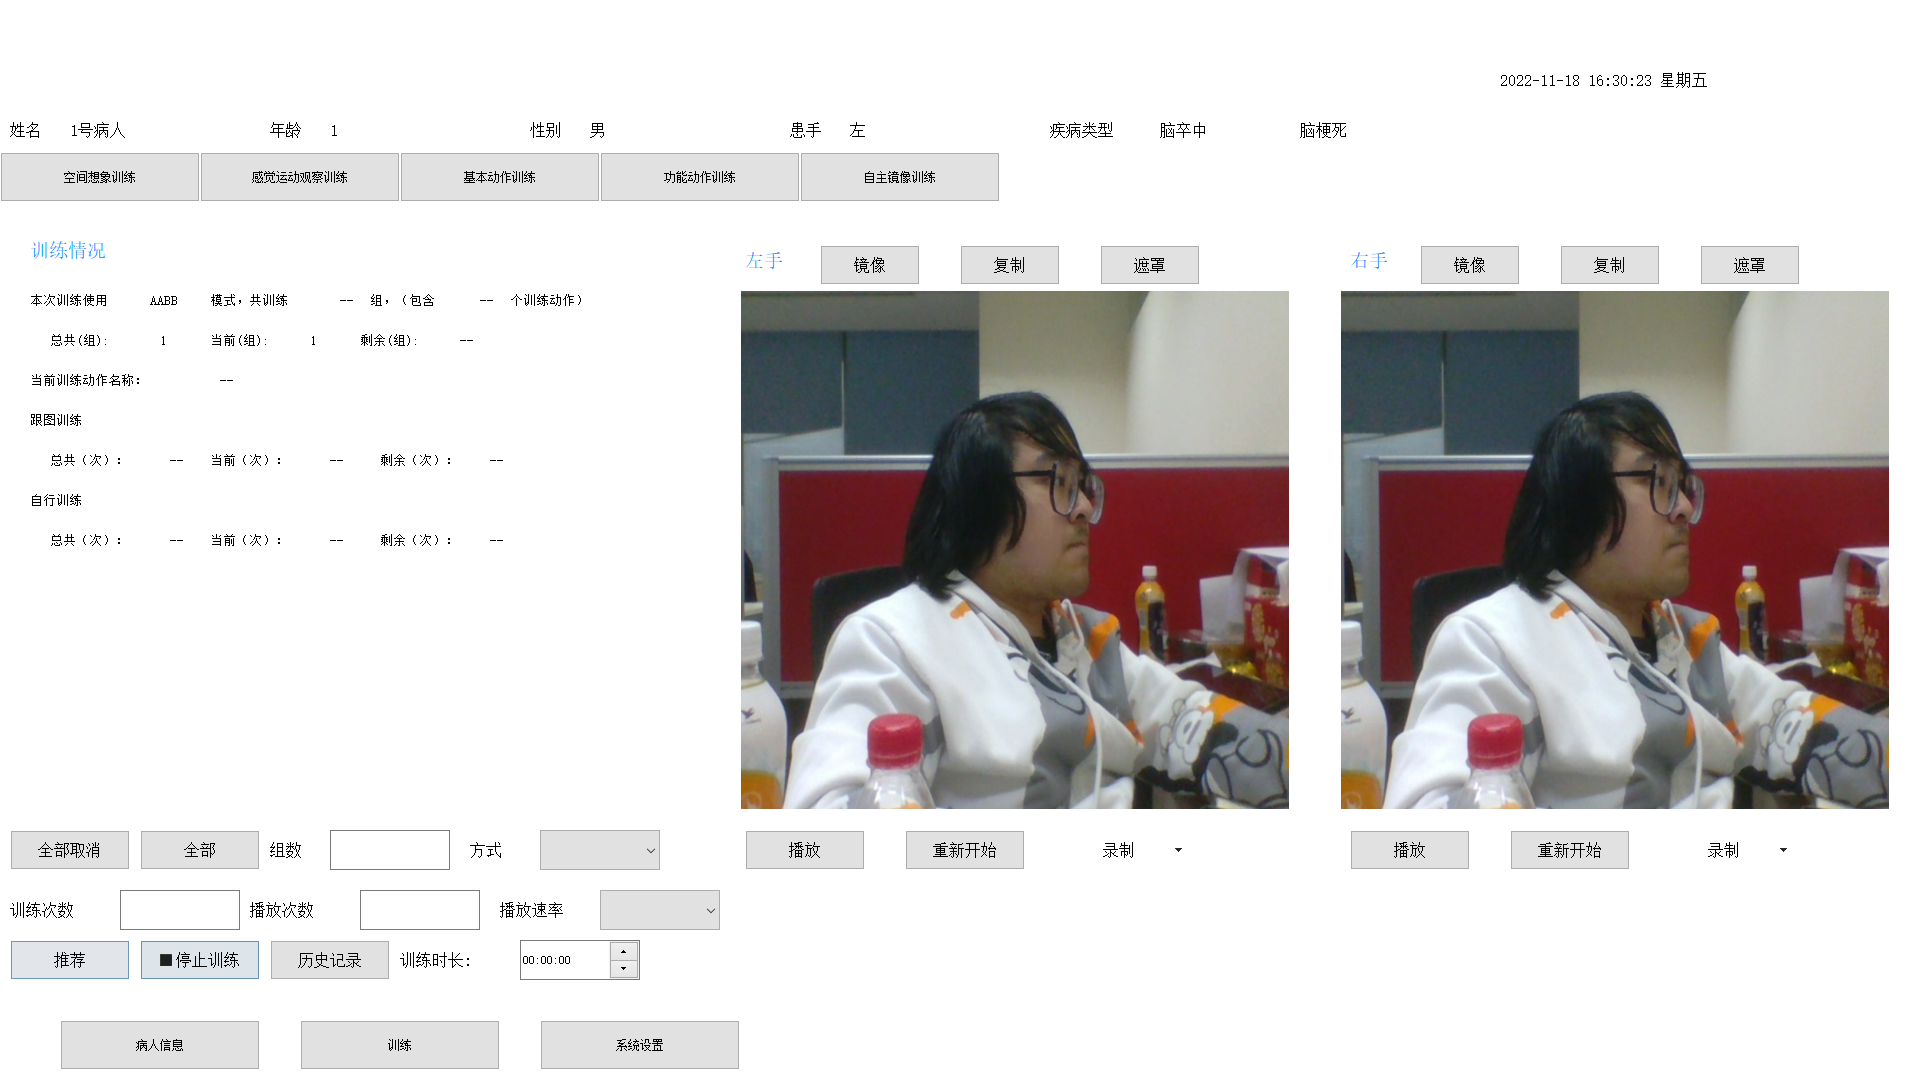 2022-11-18 16:30:23 星期五
姓名 1号病人 年龄 1 性别 男 患手 左 疾病类型 脑卒中 脑梗死
空间想象训练 感觉运动观察训练 基本动作训练 功能动作训练 自主镜像训练
训练情况
左手 镜像 复制 遮罩 右手 镜像 复制 遮罩
本次训练使用 AABB 模式，共训练 -- 组，（包含 -- 个训练动作）
总共(组): 1 当前(组): 1 剩余(组): --
当前训练动作名称: --
跟图训练
总共（次）: -- 当前（次）: -- 剩余（次）: --
自行训练
总共（次）: -- 当前（次）: -- 剩余（次）: --
全部取消 全部 组数 方式 播放 重新开始 录制 播放 重新开始 录制
训练次数 播放次数 播放速率
推荐 ■停止训练 历史记录 训练时长: 00:00:00
病人信息 训练 系统设置